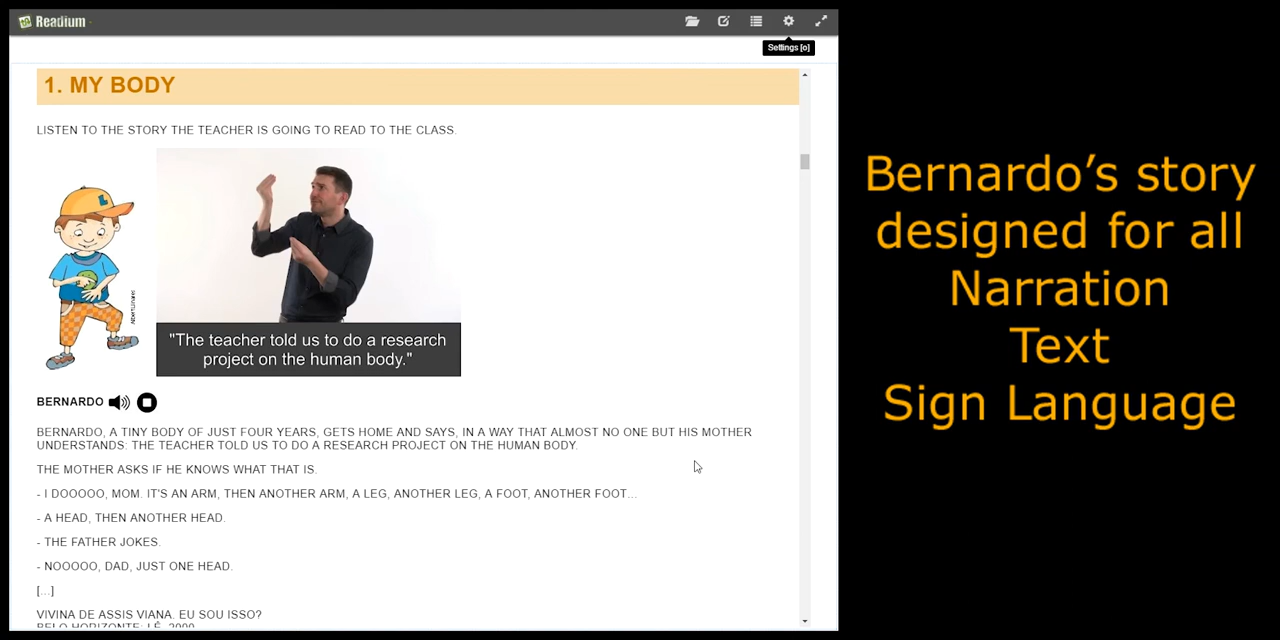 Readium
Settings [o]
1. MY BODY
LISTEN TO THE STORY THE TEACHER IS GOING TO READ TO THE CLASS.
L
"The teacher told us to do a research
project on the human body."
BERNARDO
BERNARDO, A TINY BODY OF JUST FOUR YEARS, GETS HOME AND SAYS, IN A WAY THAT ALMOST NO ONE BUT HIS MOTHER
UNDERSTANDS: THE TEACHER TOLD US TO DO A RESEARCH PROJECT ON THE HUMAN BODY.
THE MOTHER ASKS IF HE KNOWS WHAT THAT IS.
- I DOOOOO, MOM. IT'S AN ARM, THEN ANOTHER ARM, A LEG, ANOTHER LEG, A FOOT, ANOTHER FOOT...
- A HEAD, THEN ANOTHER HEAD.
- THE FATHER JOKES.
- NOOOOO, DAD, JUST ONE HEAD.
[...]
VIVINA DE ASSIS VIANA. EU SOU ISSO?
BELO HORIZONTE: LÊ, 2000.
Bernardo’s story
designed for all
Narration
Text
Sign Language